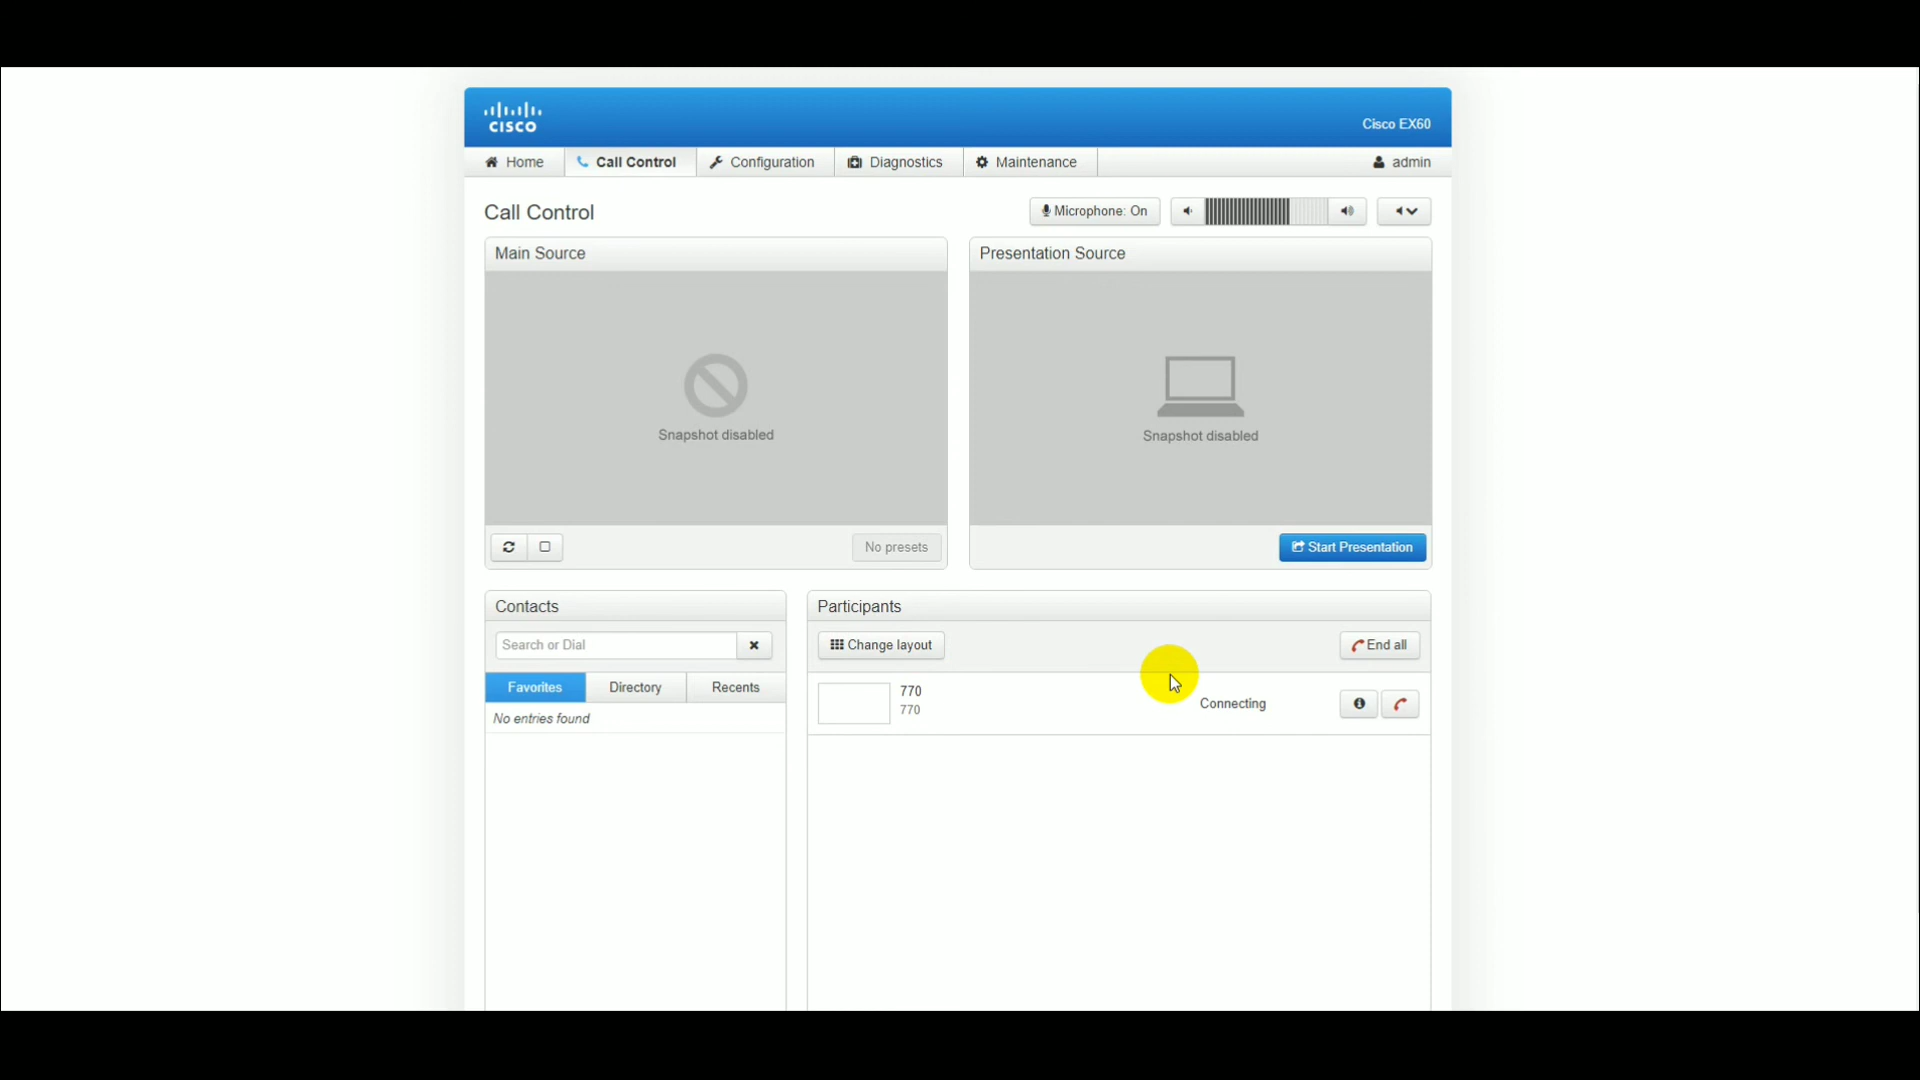 CISCO
Cisco EX60
Home
Call Control
Configuration
Diagnostics
Maintenance
admin
Call Control
Microphone: On
Main Source
Presentation Source
Snapshot disabled
Snapshot disabled
No presets
Start Presentation
Contacts
Participants
Search or Dial
Change layout
End all
Favorites
Directory
Recents
770
770
Connecting
No entries found